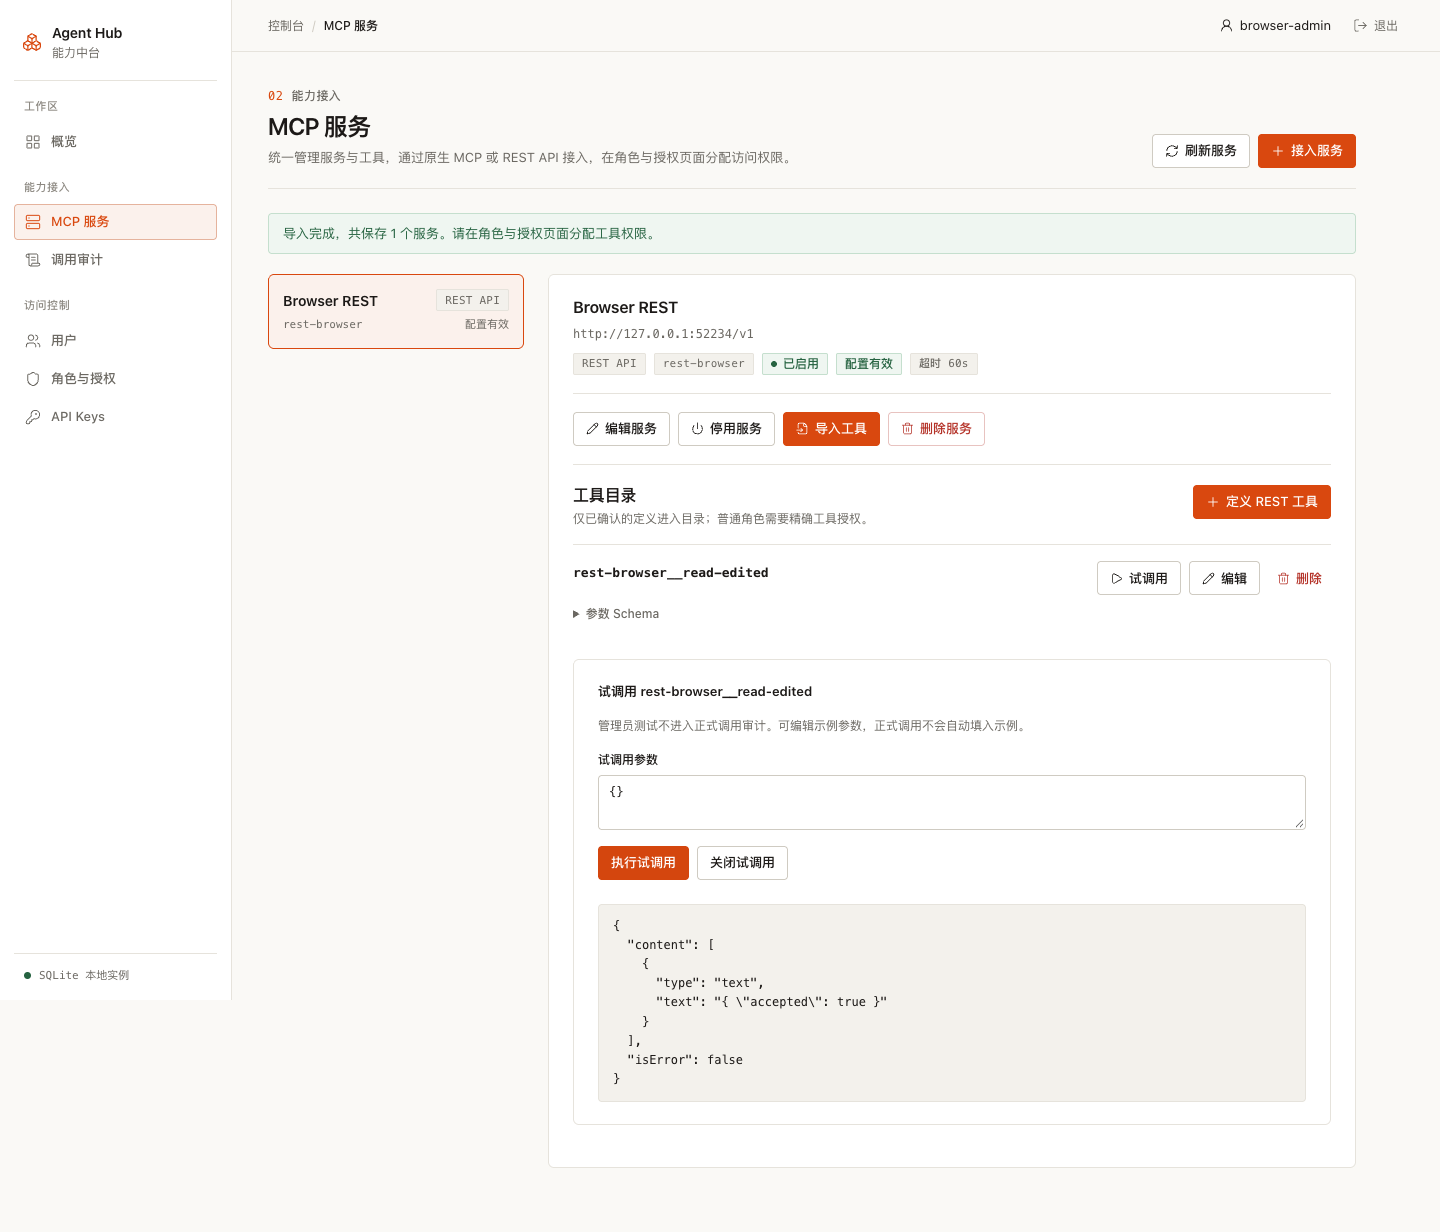 Agent Hub
能力中台
工作区
概览
能力接入
MCP 服务
调用审计
访问控制
用户
角色与授权
API Keys
SQLite 本地实例
控制台 / MCP 服务
browser-admin
退出
02 能力接入
MCP 服务
统一管理服务与工具，通过原生 MCP 或 REST API 接入，在角色与授权页面分配访问权限。
刷新服务
接入服务
导入完成，共保存 1 个服务。请在角色与授权页面分配工具权限。
Browser REST
REST API
rest-browser
配置有效
Browser REST
http://127.0.0.1:52234/v1
REST API
rest-browser
已启用
配置有效
超时 60s
编辑服务
停用服务
导入工具
删除服务
工具目录
仅已确认的定义进入目录；普通角色需要精确工具授权。
定义 REST 工具
rest-browser__read-edited
试调用
编辑
删除
参数 Schema
试调用 rest-browser__read-edited
管理员测试不进入正式调用审计。可编辑示例参数，正式调用不会自动填入示例。
试调用参数
{}
执行试调用
关闭试调用
{
  "content": [
    {
      "type": "text",
      "text": "{ \"accepted\": true }"
    }
  ],
  "isError": false
}